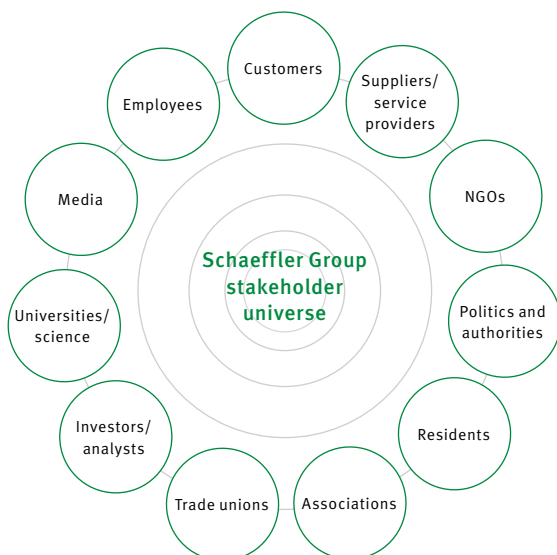 Customers
Suppliers/
service
providers
NGOs
Politics and
authorities
Residents
Associations
Trade unions
Investors/
analysts
Universities/
science
Media
Employees
Schaeffler Group
stakeholder
universe